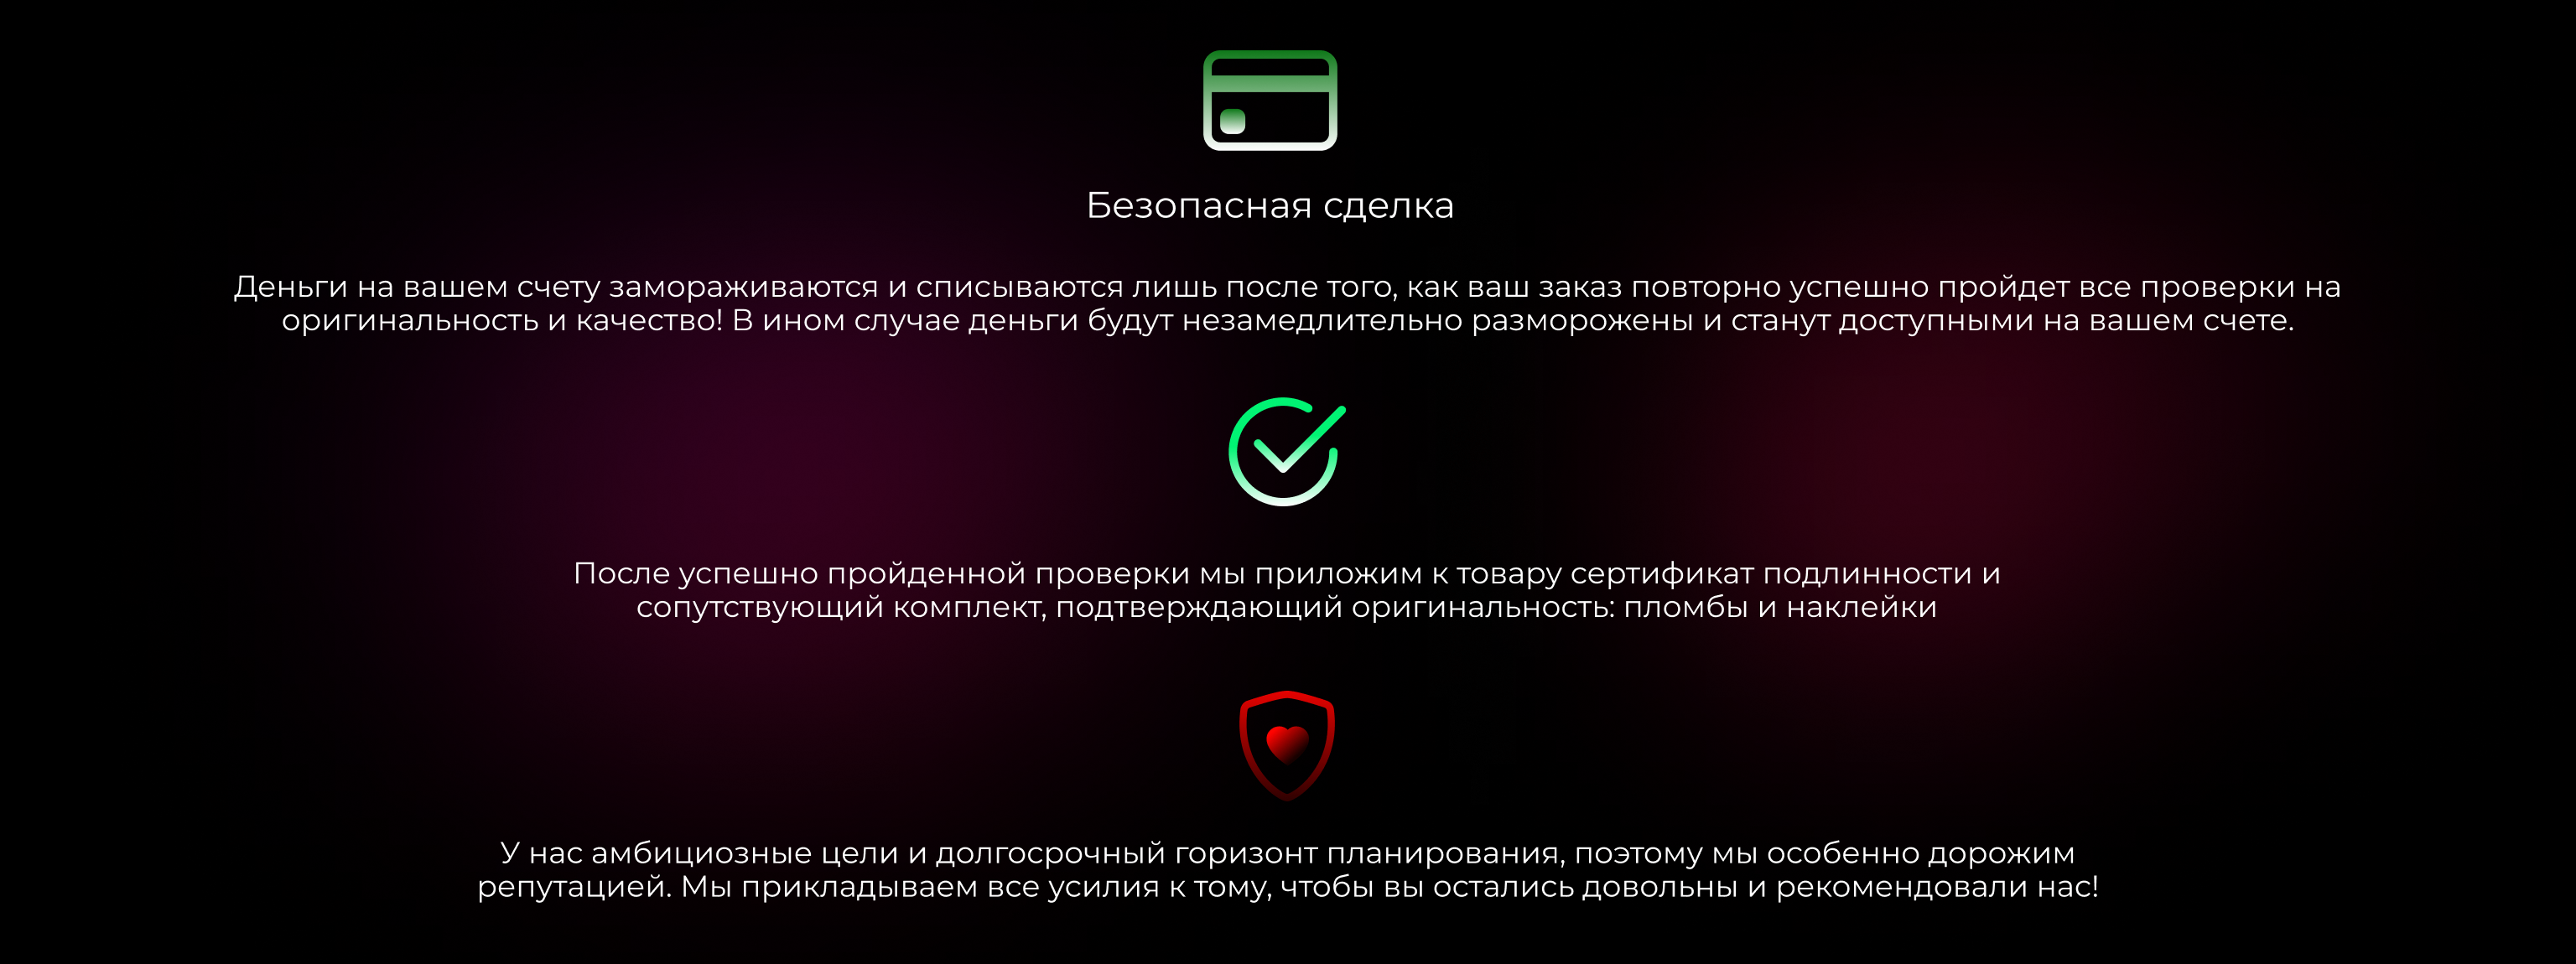 Безопасная сделка
Деньги на вашем счету замораживаются и списываются лишь после того, как ваш заказ повторно успешно пройдет все проверки на
оригинальность и качество! В ином случае деньги будут незамедлительно разморожены и станут доступными на вашем счете.
После успешно пройденной проверки мы приложим к товару сертификат подлинности и
сопутствующий комплект, подтверждающий оригинальность: пломбы и наклейки
У нас амбициозные цели и долгосрочный горизонт планирования, поэтому мы особенно дорожим
репутацией. Мы прикладываем все усилия к тому, чтобы вы остались довольны и рекомендовали нас!